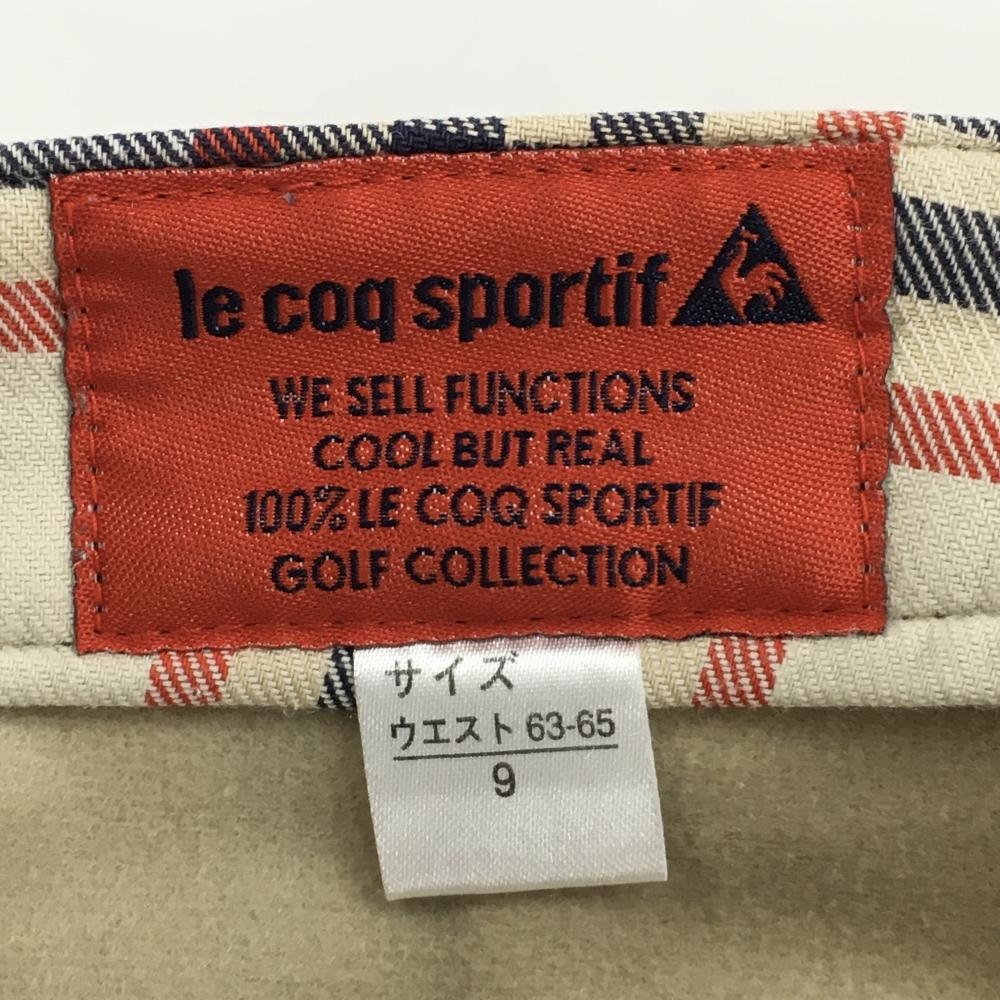 le coq sportif
WE SELL FUNCTIONS
COOL BUT REAL
100% LE COQ SPORTIF
GOLF COLLECTION
サイズ
ウエスト 63-65
9